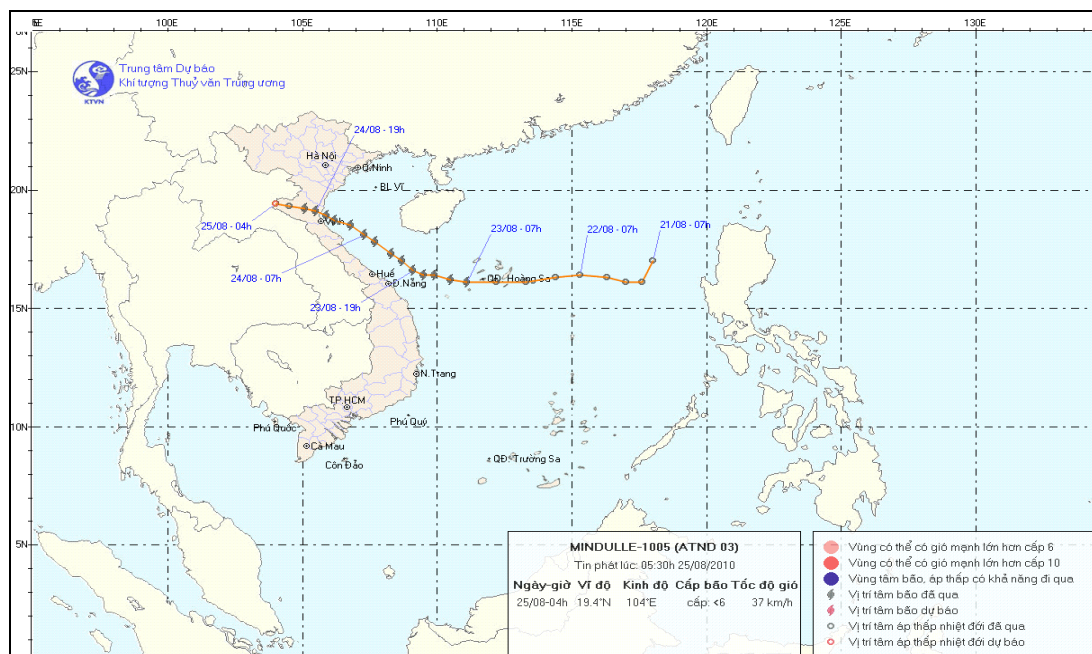 5E 100E 105E 110E 115E 120E 125E 130E
25N
20N
15N
10N
5N
Trung tâm Dự báo
Khí tượng Thuỷ văn Trung ương
KTVN
24/08 - 19h
Hà Nội
Q.Ninh
BL Vĩ
Vinh
25/08 - 04h
24/08 - 07h
23/08 - 19h
23/08 - 07h
22/08 - 07h
21/08 - 07h
QĐ. Hoàng Sa
Huế
Đ.Nẵng
N.Trang
TP.HCM
Phú Quý
Phú Quốc
Cà Mau
Côn Đảo
QĐ. Trường Sa
MINDULLE-1005 (ATND 03)
Tin phát lúc: 05:30h 25/08/2010
Ngày-giờ Vĩ độ Kinh độ Cấp bão Tốc độ gió
25/08-04h 19.4°N 104°E cấp: <6 37 km/h
Vùng có thể có gió mạnh lớn hơn cấp 6
Vùng có thể có gió mạnh lớn hơn cấp 10
Vùng tâm bão, áp thấp có khả năng đi qua
Vị trí tâm bão đã qua
Vị trí tâm bão dự báo
Vị trí tâm áp thấp nhiệt đới đã qua
Vị trí tâm áp thấp nhiệt đới dự báo